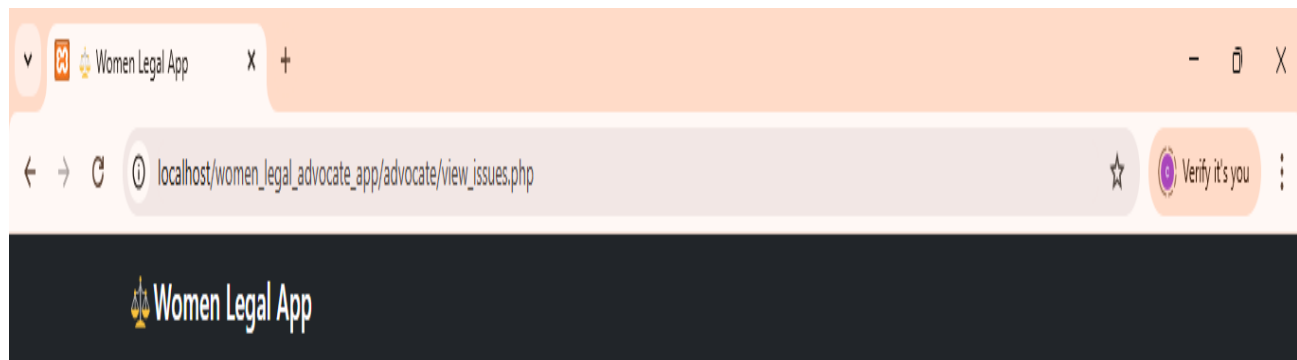 ⚖️ Women Legal App
localhost/women_legal_advocate_app/advocate/view_issues.php
Verify it's you
⚖️ Women Legal App